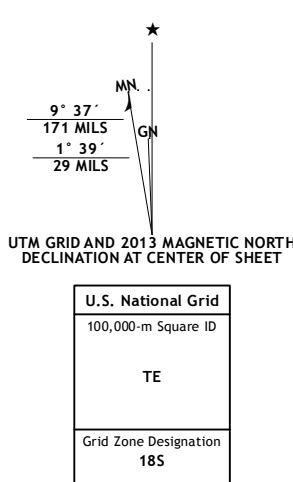 ★
MN
9° 37´
171 MILS
GN
1° 39´
29 MILS
UTM GRID AND 2013 MAGNETIC NORTH
DECLINATION AT CENTER OF SHEET
U.S. National Grid
100,000-m Square ID
TE
Grid Zone Designation
18S